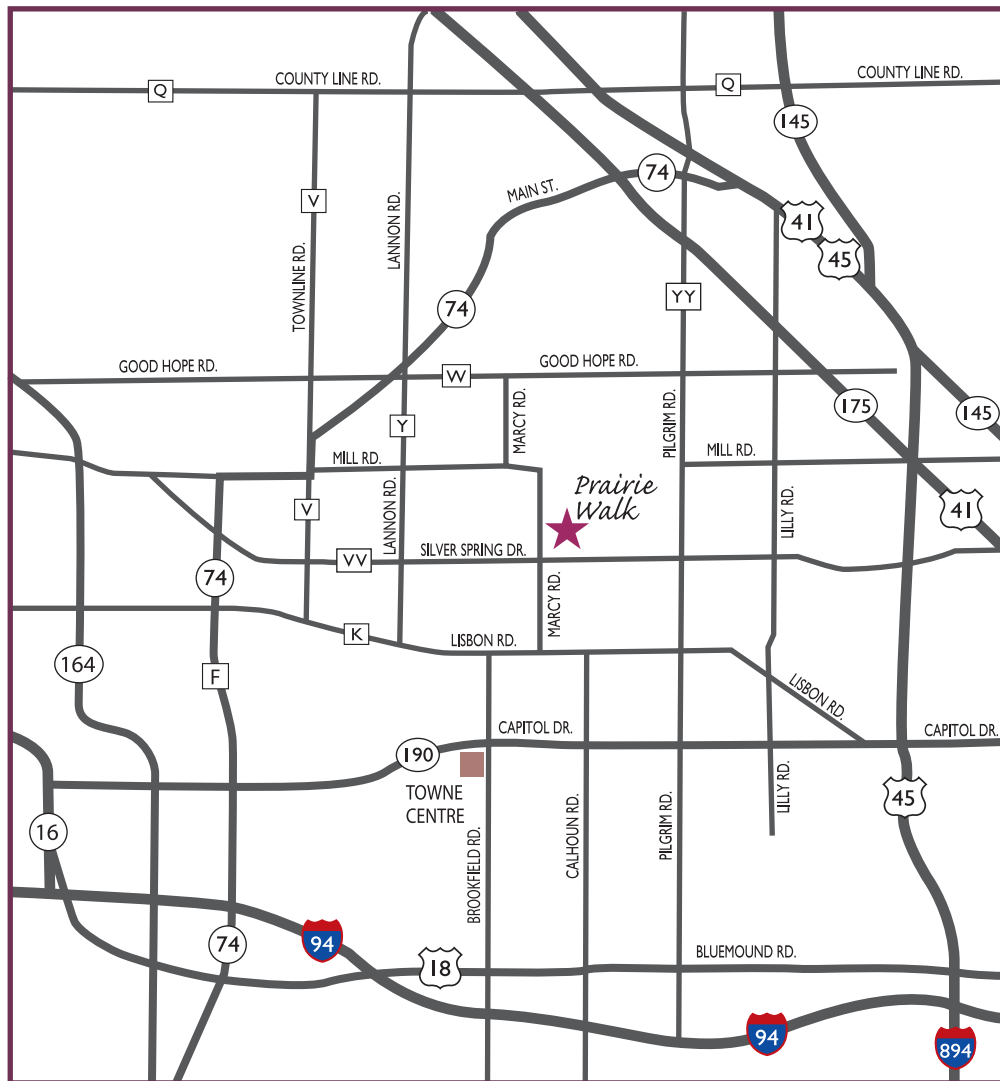 COUNTY LINE RD.
COUNTY LINE RD.
Q
Q
145
74
MAIN ST.
V
LANNON RD.
41
45
TOWNLINE RD.
74
YY
GOOD HOPE RD.
GOOD HOPE RD.
W
175
145
MARCY RD.
PILGRIM RD.
Y
MILL RD.
MILL RD.
Prairie
Walk
LANNON RD.
V
LILLY RD.
41
SILVER SPRING DR.
VV
74
MARCY RD.
K
LISBON RD.
164
F
LISBON RD.
CAPITOL DR.
CAPITOL DR.
190
TOWNE
CENTRE
LILLY RD.
45
16
BROOKFIELD RD.
CALHOUN RD.
PILGRIM RD.
74
94
18
BLUEMOUND RD.
94
894